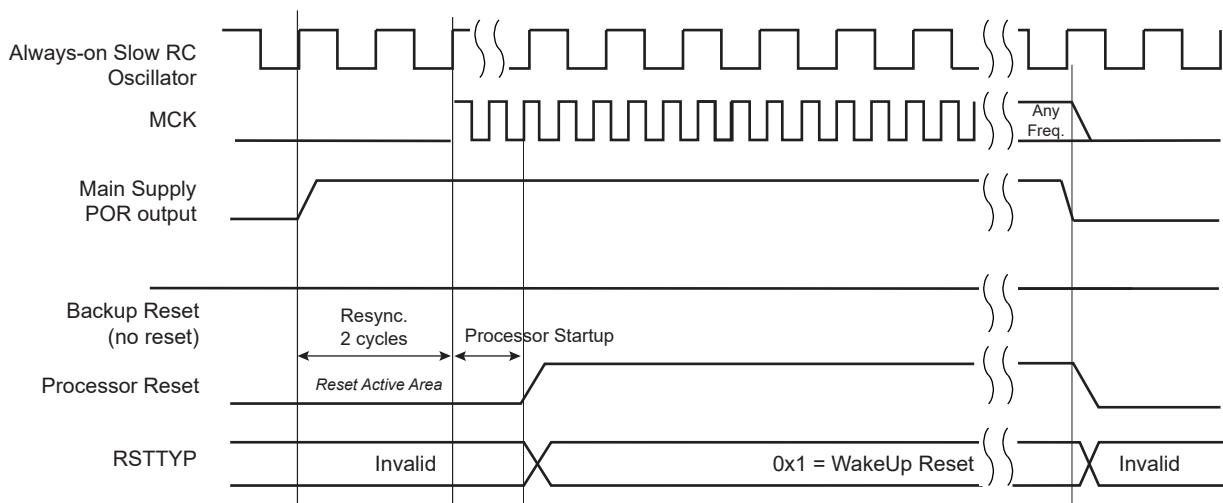 Always-on Slow RC
Oscillator
MCK
Any
Freq.
Main Supply
POR output
Backup Reset
(no reset)
Resync.
2 cycles
Processor Startup
Processor Reset
Reset Active Area
RSTTYP
Invalid
0x1 = WakeUp Reset
Invalid